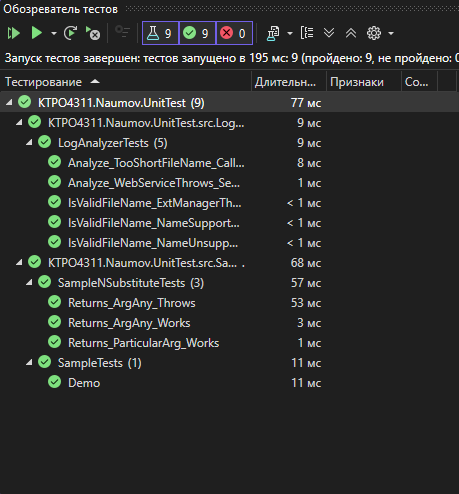 Обозреватель тестов
9 9 0
Запуск тестов завершен: тестов запущено в 195 мс: 9 (пройдено: 9, не пройдено: 0
Тестирование Длительн... Признаки Со...
KTPO4311.Naumov.UnitTest (9) 77 мс
KTPO4311.Naumov.UnitTest.src.Log... 9 мс
LogAnalyzerTests (5) 9 мс
Analyze_TooShortFileName_Call... 8 мс
Analyze_WebServiceThrows_Se... 1 мс
IsValidFileName_ExtManagerTh... < 1 мс
IsValidFileName_NameSupport... < 1 мс
IsValidFileName_NameUnsupp... < 1 мс
KTPO4311.Naumov.UnitTest.src.Sa... . 68 мс
SampleNSubstituteTests (3) 57 мс
Returns_ArgAny_Throws 53 мс
Returns_ArgAny_Works 3 мс
Returns_ParticularArg_Works 1 мс
SampleTests (1) 11 мс
Demo 11 мс